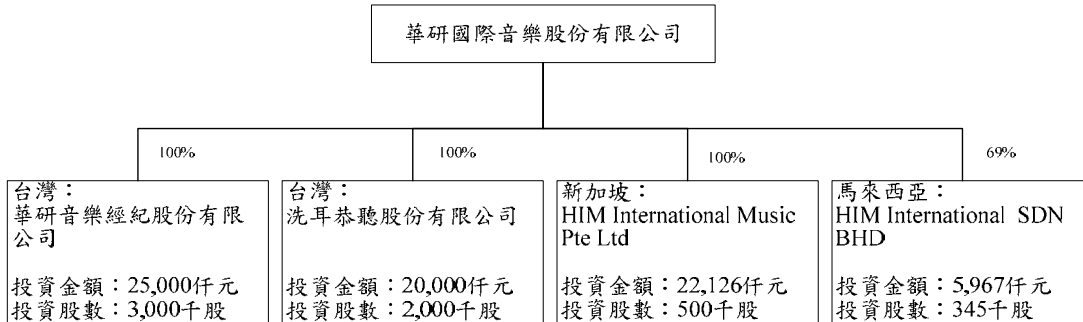 華研國際音樂股份有限公司
100%
100%
100%
69%
台灣：
華研音樂經紀股份有限
公司
投資金額：25,000仟元
投資股數：3,000千股
台灣：
洗耳恭聽股份有限公司
投資金額：20,000仟元
投資股數：2,000千股
新加坡：
HIM International Music
Pte Ltd
投資金額：22,126仟元
投資股數：500千股
馬來西亞：
HIM International SDN
BHD
投資金額：5,967仟元
投資股數：345千股